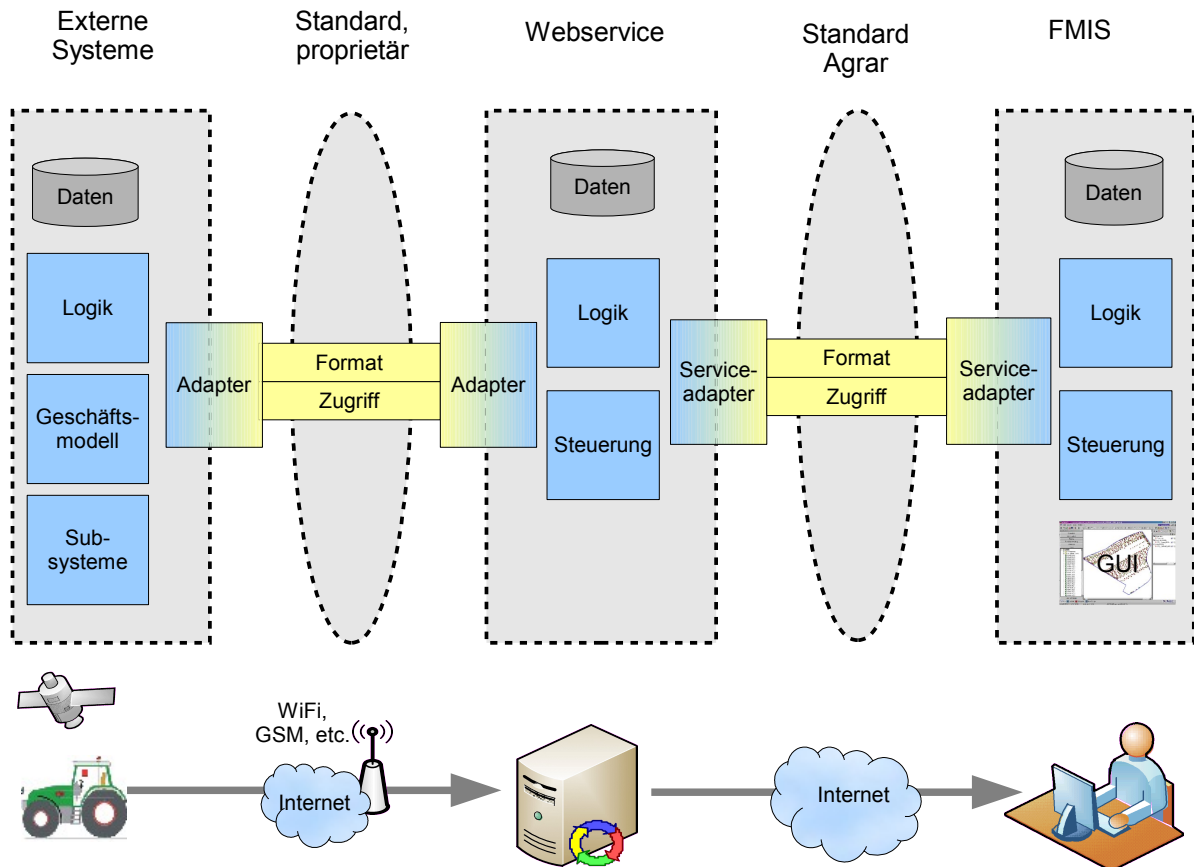 Externe
Systeme
Standard,
proprietär
Webservice
Standard
Agrar
FMIS
Daten
Logik
Geschäfts-
modell
Sub-
systeme
Adapter
Format
Zugriff
Adapter
Daten
Logik
Steuerung
Service-
adapter
Format
Zugriff
Service-
adapter
Daten
Logik
Steuerung
GUI
WiFi,
GSM, etc.
Internet
Internet